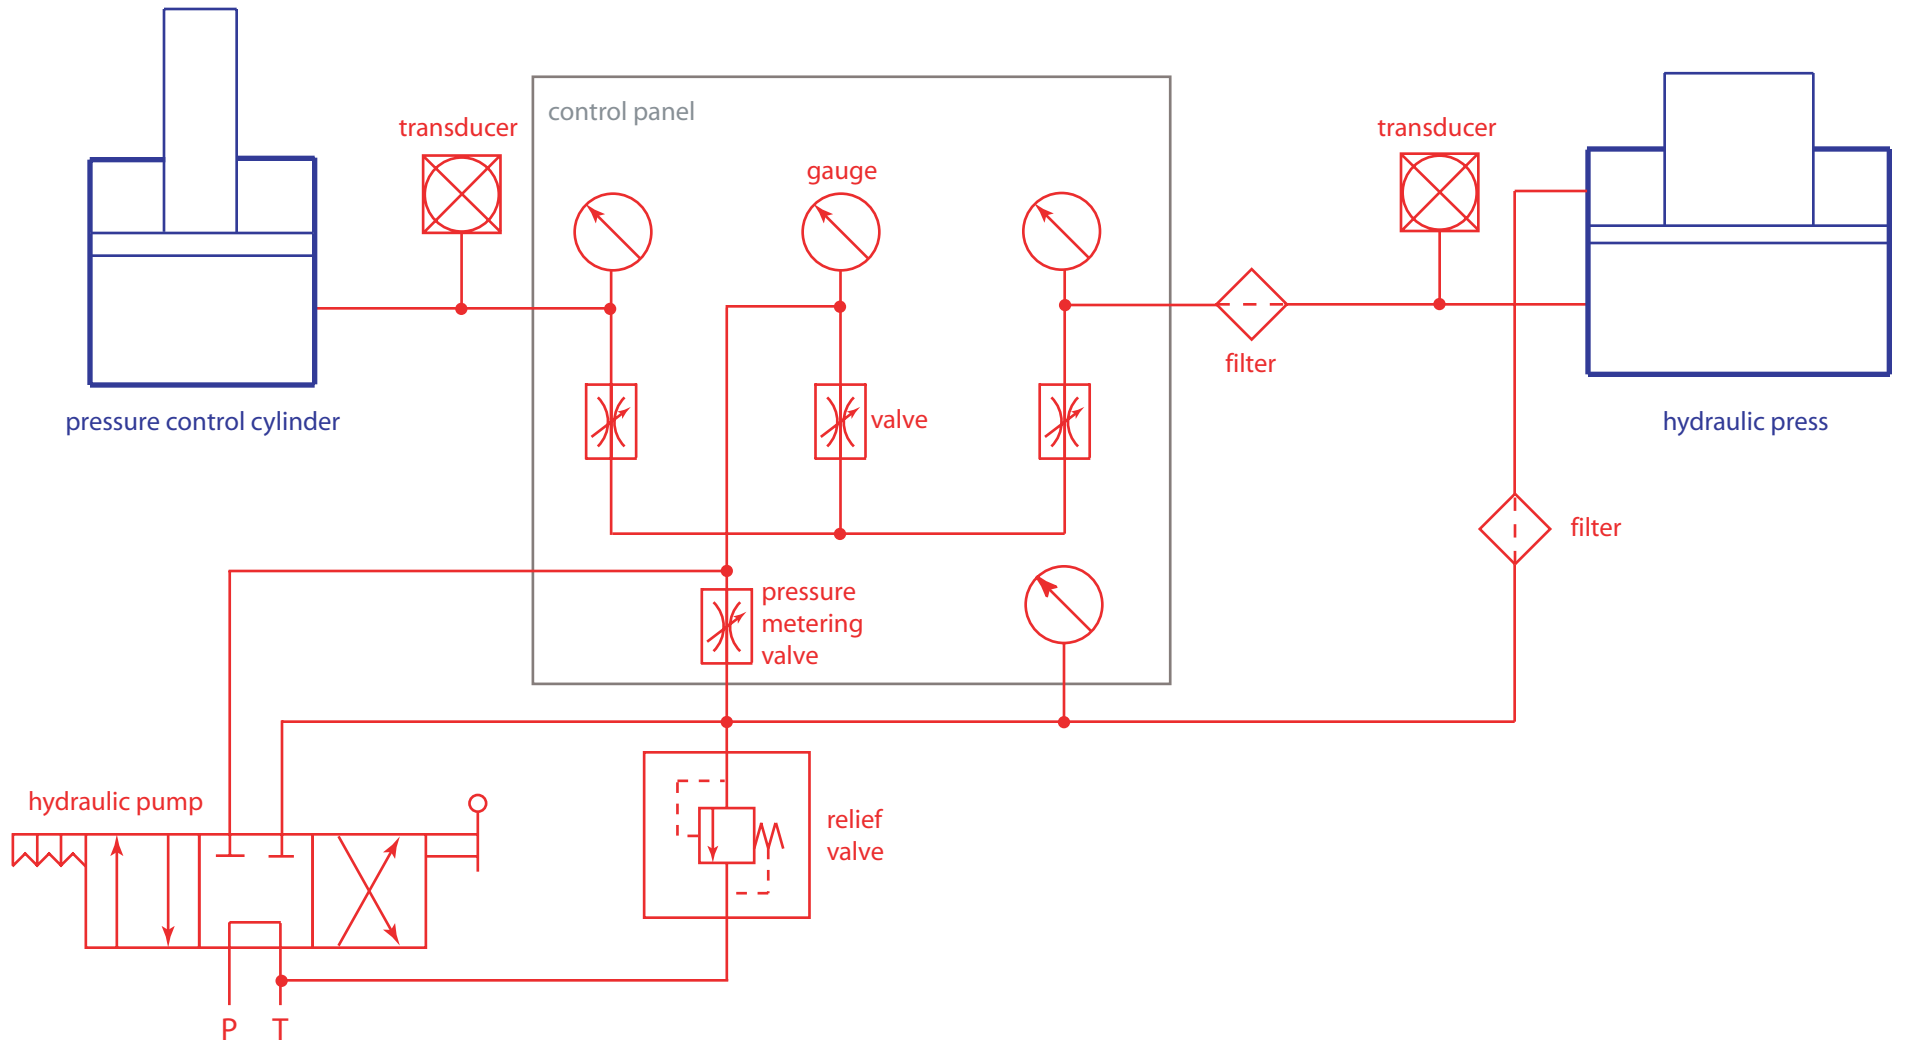 control panel
transducer
transducer
gauge
filter
pressure control cylinder
valve
hydraulic press
filter
pressure
metering
valve
hydraulic pump
relief
valve
P T